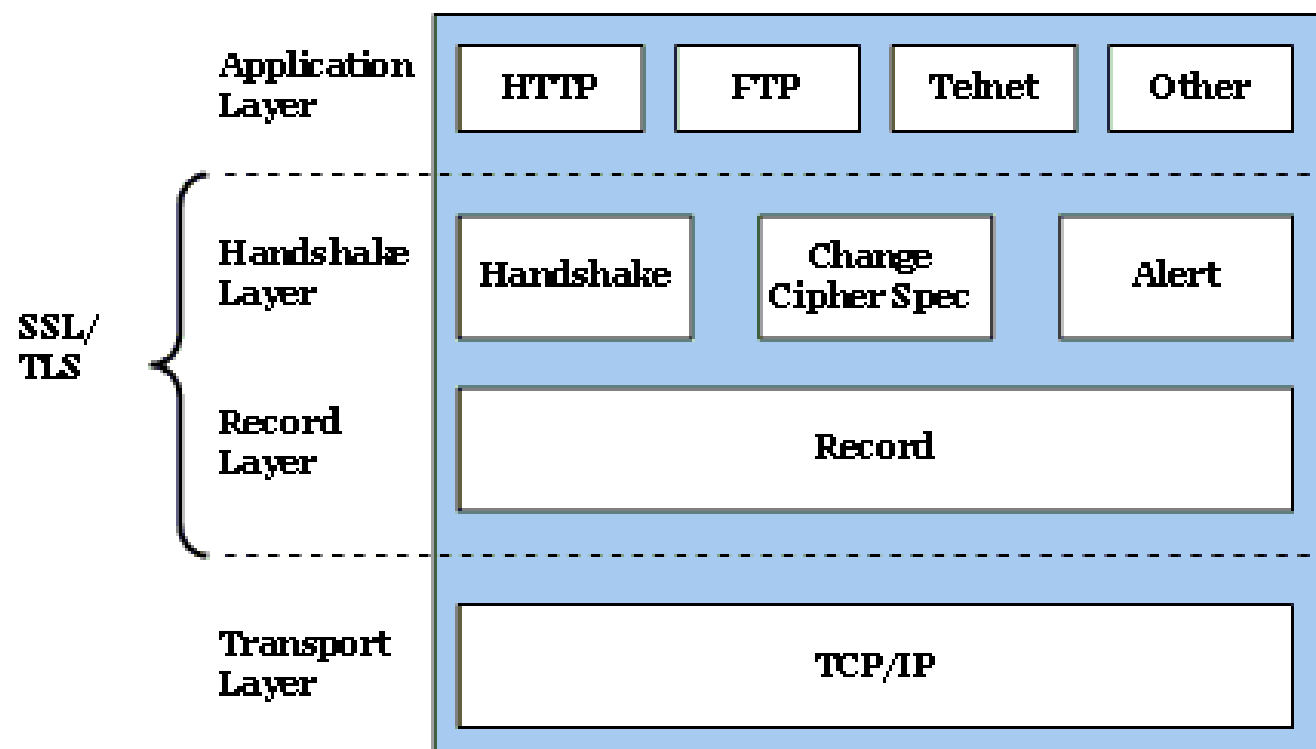 Application
Layer
HTTP
FTP
Telnet
Other
SSL/
TLS
Handshake
Layer
Handshake
Change
Cipher Spec
Alert
Record
Layer
Record
Transport
Layer
TCP/IP